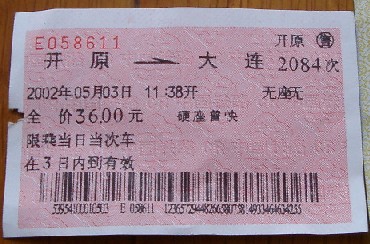 E058611 开原 售
开原 → 大连 2084次
2002年05月03日 11:38开 无座无
全 价36.00元 硬座普快
限乘当日当次车
在3日内到有效
E 058611